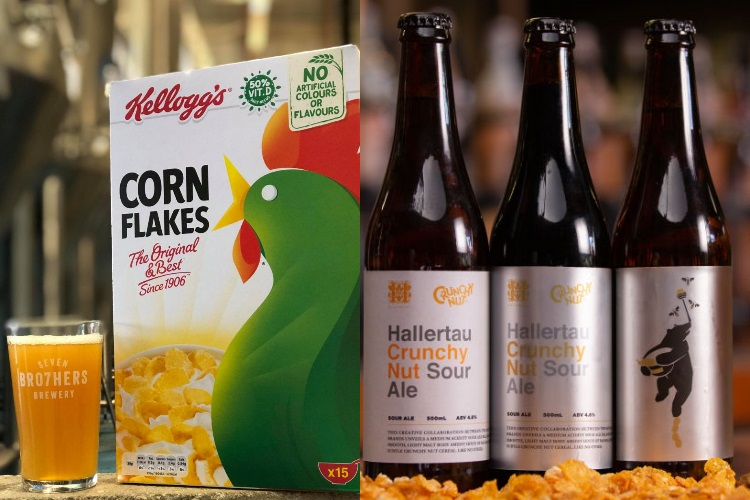 Kellogg's
50%
VIT.D
NO
ARTIFICIAL
COLOURS
OR
FLAVOURS
CORN
FLAKES
The Original
& Best
Since 1906
SEVEN
BRO7HERS
BREWERY
x15
CRUNCHY
NUT
Hallertau
Crunchy
Nut Sour
Ale
SOUR ALE 500mL ABV 4.8%
CRUNCHY
NUT
Hallertau
Crunchy
Nut Sour
Ale
SOUR ALE 500mL ABV 4.8%